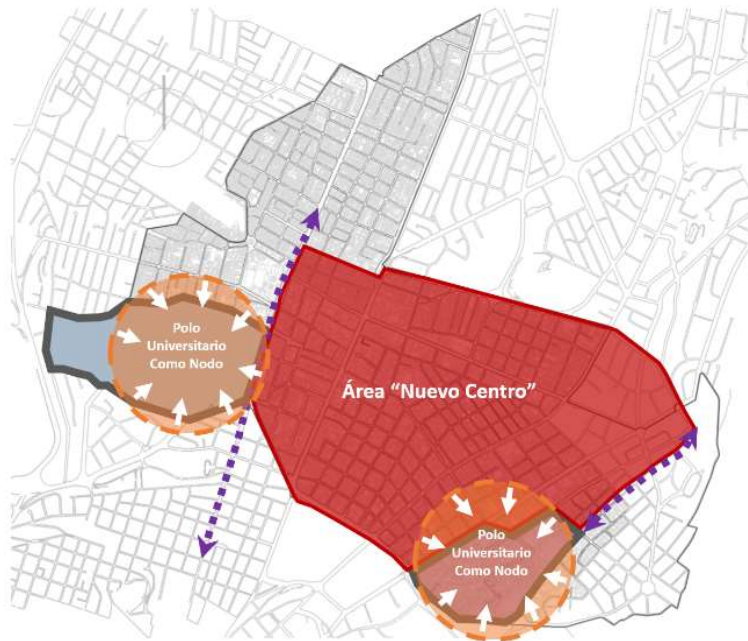 Polo
Universitario
Como Nodo
Área “Nuevo Centro”
Polo
Universitario
Como Nodo